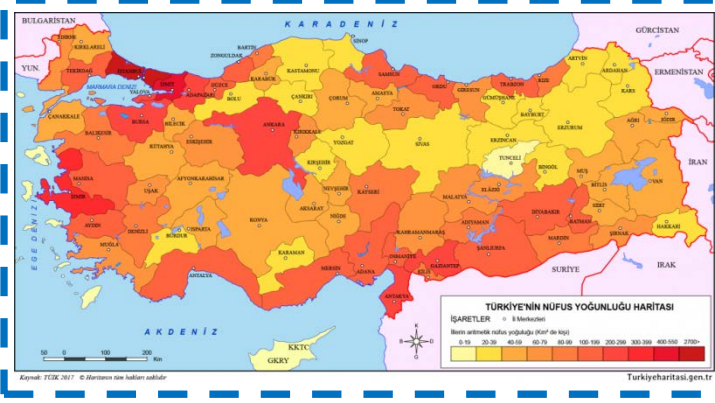 KARADENİZ
BULGARİSTAN
GÜRCİSTAN
YUN.
ERMENİSTAN
İRAN
IRAK
SURİYE
MARMARA DENİZİ
EGE DENİZİ
AKDENİZ
KKTC
GKRY
EDİRNE
KIRKLARELİ
TEKİRDAĞ
İSTANBUL
YALOVA
İZMİT
ADAPAZARI
DÜZCE
BOLU
ZONGULDAK
BARTIN
KARABÜK
KASTAMONU
SİNOP
ÇANKIRI
ÇORUM
SAMSUN
AMASYA
TOKAT
ORDU
GİRESUN
GÜMÜŞHANE
TRABZON
RİZE
ARTVİN
ARDAHAN
KARS
BAYBURT
ERZURUM
ERZİNCAN
AĞRI
IĞDIR
ÇANAKKALE
BALIKESİR
BURSA
BİLECİK
ESKİŞEHİR
KÜTAHYA
ANKARA
KIRIKKALE
YOZGAT
SİVAS
TUNCELİ
BİNGÖL
MUŞ
BİTLİS
VAN
MANİSA
İZMİR
UŞAK
AFYONKARAHİSAR
KIRŞEHİR
NEVŞEHİR
KAYSERİ
AKSARAY
NİĞDE
KONYA
MALATYA
ELAZIĞ
DİYARBAKIR
BATMAN
SİİRT
ŞIRNAK
HAKKARİ
MARDİN
AYDIN
DENİZLİ
MUĞLA
BURDUR
ISPARTA
ANTALYA
KARAMAN
MERSİN
ADANA
OSMANİYE
KAHRAMANMARAŞ
ADIYAMAN
GAZİANTEP
KİLİS
ŞANLIURFA
ANTAKYA
K
B
D
G
TÜRKİYE'NİN NÜFUS YOĞUNLUĞU HARİTASI
İŞARETLER
İl Merkezleri
İllerin aritmetik nüfus yoğuluğu (Km² de kişi)
0-19 20-39 40-59 60-79 80-99 100-199 200-299 300-399 400-550 2700+
50 0 50 100 150 200
Km
Kaynak: TÜİK 2017 © Haritanın tüm hakları saklıdır
Turkiyeharitasi.gen.tr